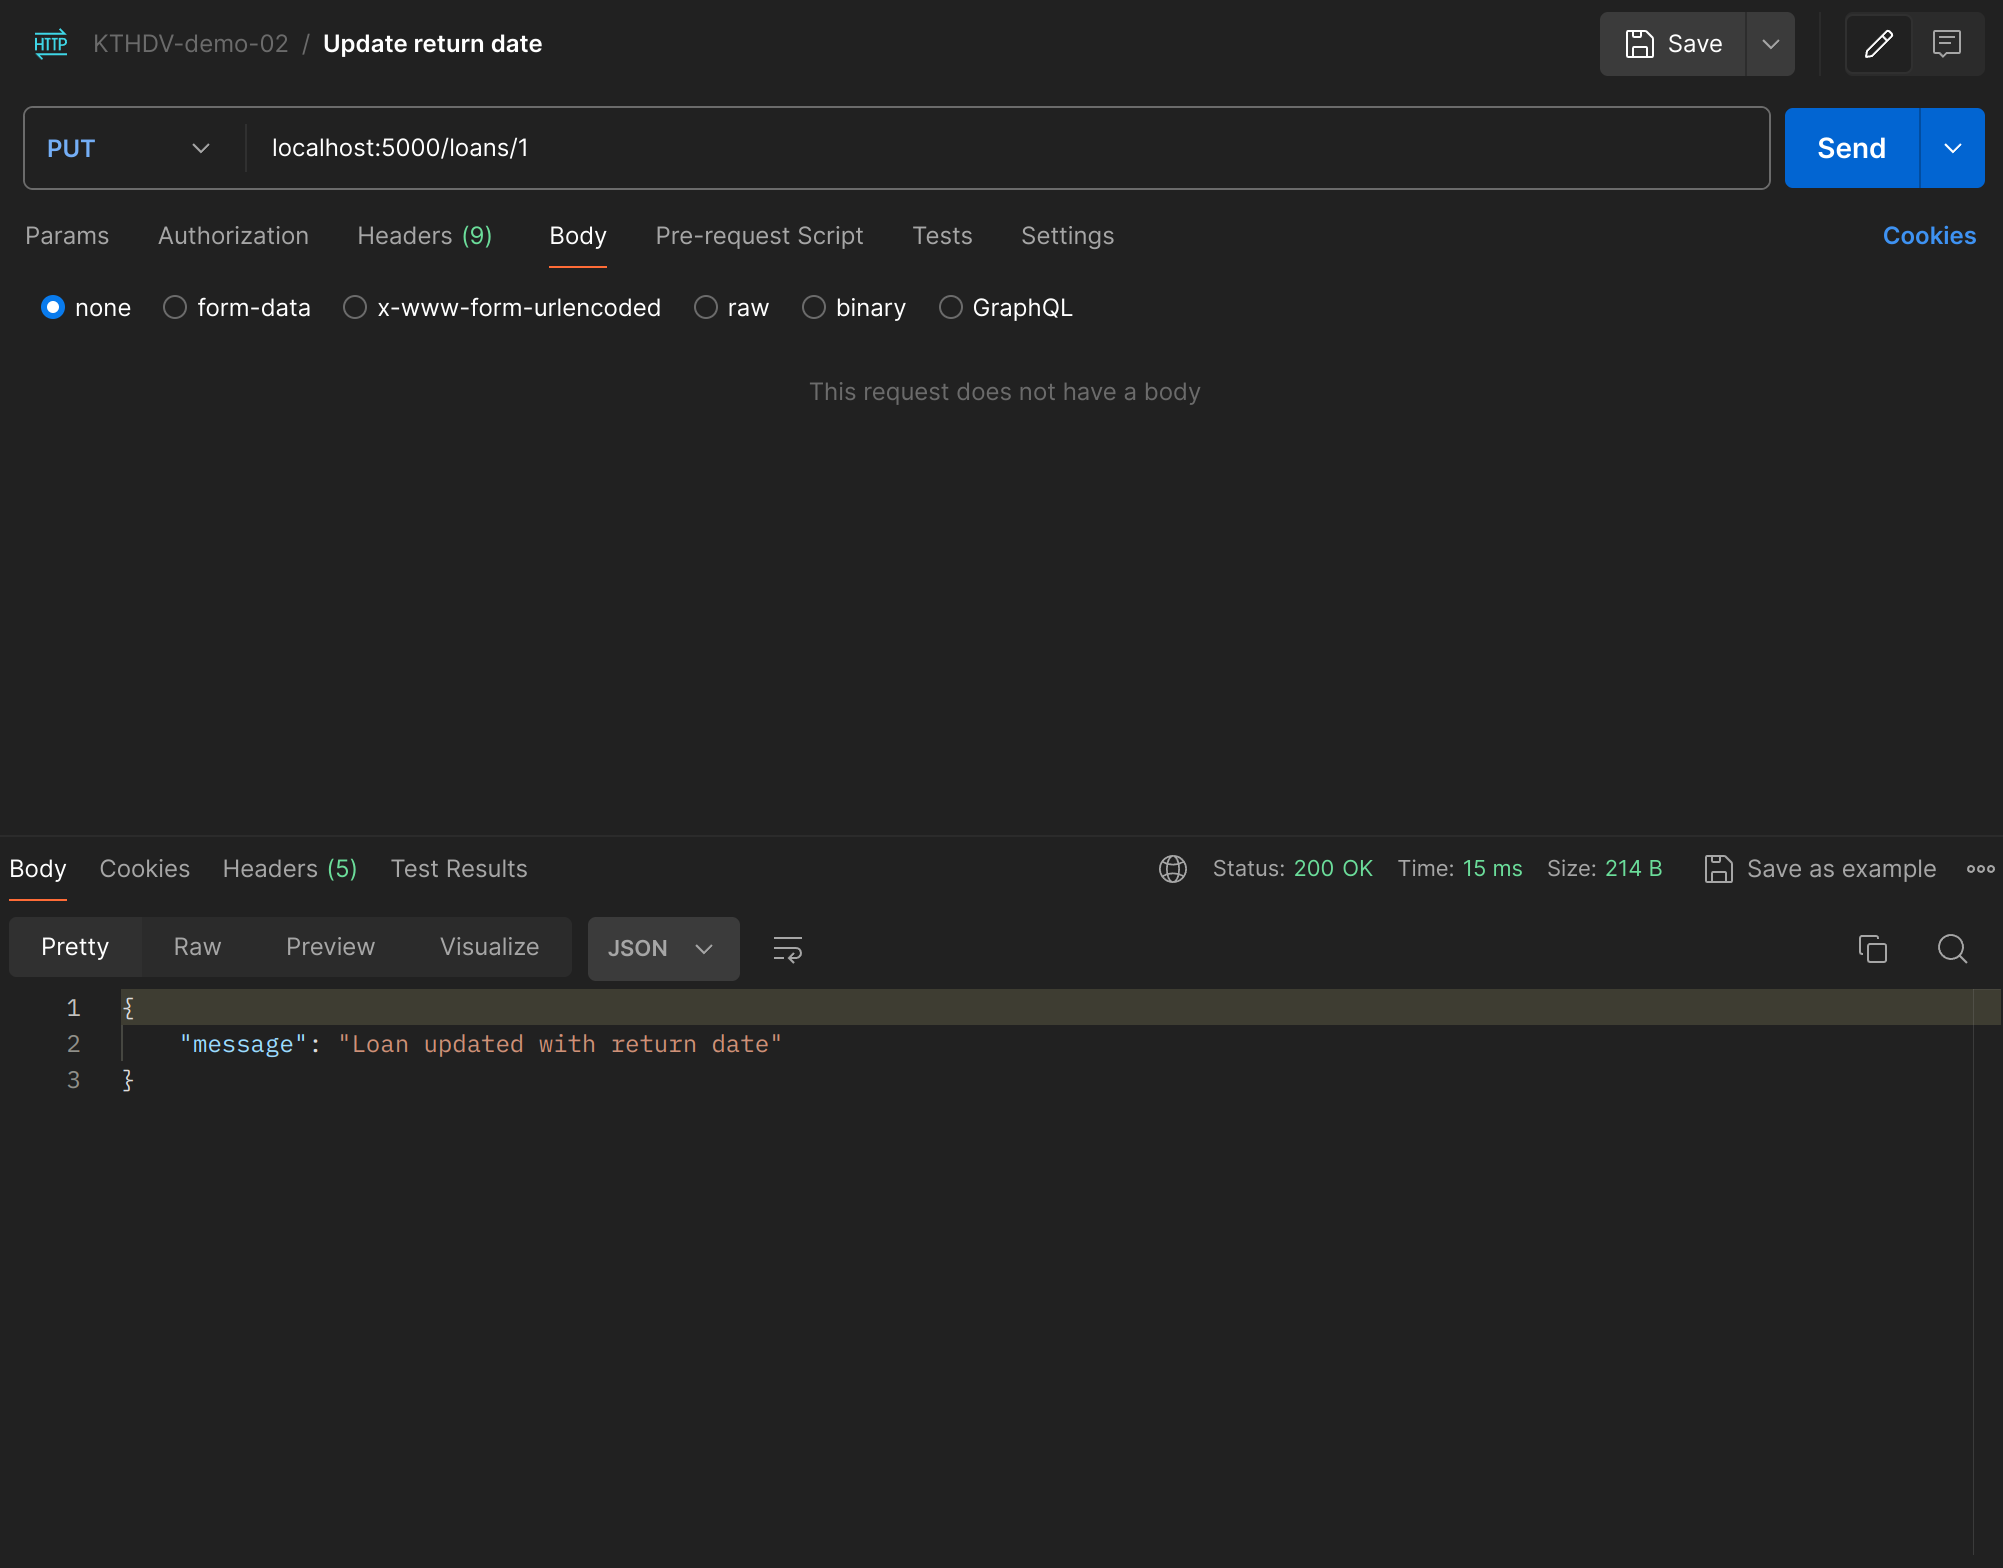 HTTP KTHDV-demo-02 / Update return date Save
PUT localhost:5000/loans/1 Send
Params Authorization Headers (9) Body Pre-request Script Tests Settings Cookies
none form-data x-www-form-urlencoded raw binary GraphQL
This request does not have a body
Body Cookies Headers (5) Test Results Status: 200 OK Time: 15 ms Size: 214 B Save as example
Pretty Raw Preview Visualize JSON
1 {
2 "message": "Loan updated with return date"
3 }